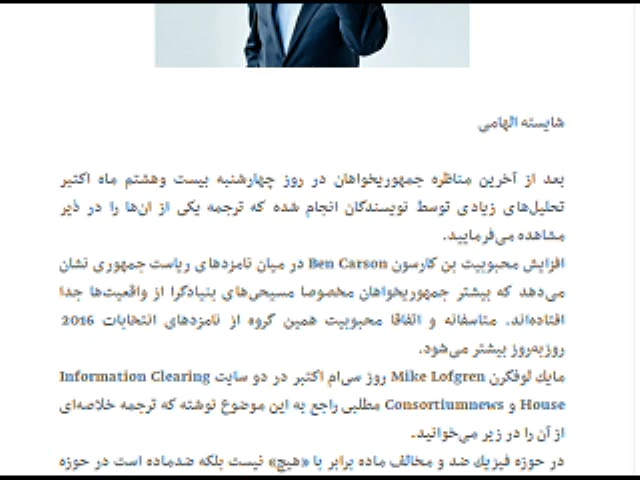 شایسته الهامی
بعد از آخرین مناظره جمهوریخواهان در روز چهارشنبه بیست وهشتم ماه اکتبر
تحلیل‌های زیادی توسط نویسندگان انجام شده که ترجمه یکی از آن‌ها را در ذیر
مشاهده می‌فرمایید.
افزایش محبوبیت بن کارسون Ben Carson در میان نامزدهای ریاست جمهوری نشان
می‌دهد که بیشتر جمهوریخواهان مخصوصا مسیحی‌های بنیادگرا از واقعیت‌ها جدا
افتاده‌اند. متاسفانه و اتفاقا محبوبیت همین گروه از نامزدهای انتخابات 2016
روزبه‌روز بیشتر می‌شود.
مایك لوفگرن Mike Lofgren روز سی‌ام اکتبر در دو سایت Information Clearing
House و Consortiumnews مطلبی راجع به این موضوع نوشته که ترجمه خلاصه‌ای
از آن را در زیر می‌خوانید.
در حوزه فیزیك ضد و مخالف ماده برابر با «هیچ» نیست بلکه ضدماده است در حوزه